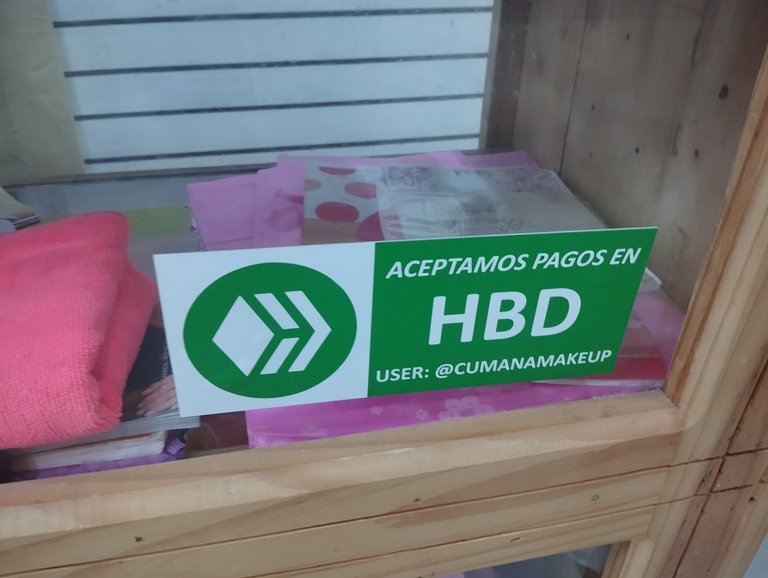 ACEPTAMOS PAGOS EN
HBD
USER: @CUMANAMAKEUP